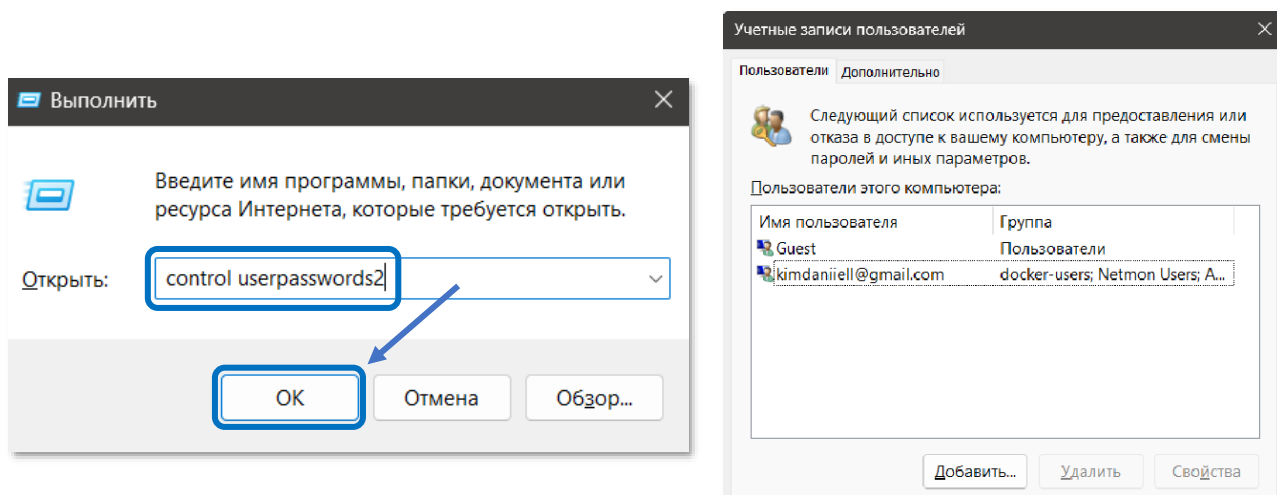 Выполнить
Введите имя программы, папки, документа или
ресурса Интернета, которые требуется открыть.
Открыть:
control userpasswords2
ОК
Отмена
Обзор...
Учетные записи пользователей
Пользователи
Дополнительно
Следующий список используется для предоставления или
отказа в доступе к вашему компьютеру, а также для смены
паролей и иных параметров.
Пользователи этого компьютера:
Имя пользователя Группа
Guest Пользователи
kimdaniiell@gmail.com docker-users; Netmon Users; A...
Добавить...
Удалить
Свойства